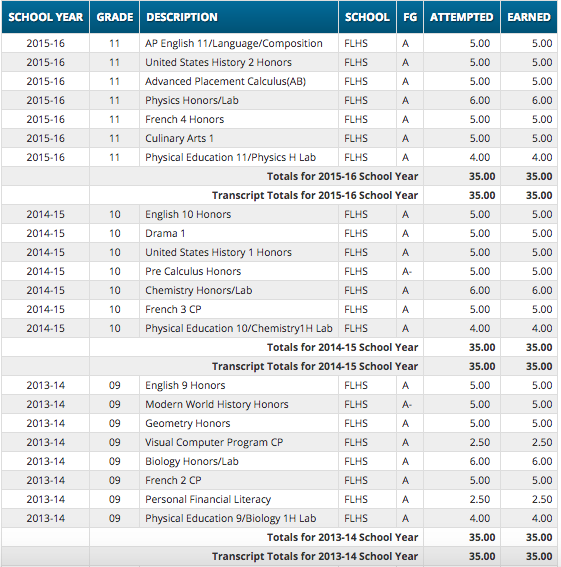 SCHOOL YEAR GRADE DESCRIPTION SCHOOL FG ATTEMPTED EARNED
2015-16 11 AP English 11/Language/Composition FLHS A 5.00 5.00
2015-16 11 United States History 2 Honors FLHS A 5.00 5.00
2015-16 11 Advanced Placement Calculus(AB) FLHS A 5.00 5.00
2015-16 11 Physics Honors/Lab FLHS A 6.00 6.00
2015-16 11 French 4 Honors FLHS A 5.00 5.00
2015-16 11 Culinary Arts 1 FLHS A 5.00 5.00
2015-16 11 Physical Education 11/Physics H Lab FLHS A 4.00 4.00
Totals for 2015-16 School Year 35.00 35.00
Transcript Totals for 2015-16 School Year 35.00 35.00
2014-15 10 English 10 Honors FLHS A 5.00 5.00
2014-15 10 Drama 1 FLHS A 5.00 5.00
2014-15 10 United States History 1 Honors FLHS A 5.00 5.00
2014-15 10 Pre Calculus Honors FLHS A- 5.00 5.00
2014-15 10 Chemistry Honors/Lab FLHS A 6.00 6.00
2014-15 10 French 3 CP FLHS A 5.00 5.00
2014-15 10 Physical Education 10/Chemistry1H Lab FLHS A 4.00 4.00
Totals for 2014-15 School Year 35.00 35.00
Transcript Totals for 2014-15 School Year 35.00 35.00
2013-14 09 English 9 Honors FLHS A 5.00 5.00
2013-14 09 Modern World History Honors FLHS A- 5.00 5.00
2013-14 09 Geometry Honors FLHS A 5.00 5.00
2013-14 09 Visual Computer Program CP FLHS A 2.50 2.50
2013-14 09 Biology Honors/Lab FLHS A 6.00 6.00
2013-14 09 French 2 CP FLHS A 5.00 5.00
2013-14 09 Personal Financial Literacy FLHS A 2.50 2.50
2013-14 09 Physical Education 9/Biology 1H Lab FLHS A 4.00 4.00
Totals for 2013-14 School Year 35.00 35.00
Transcript Totals for 2013-14 School Year 35.00 35.00